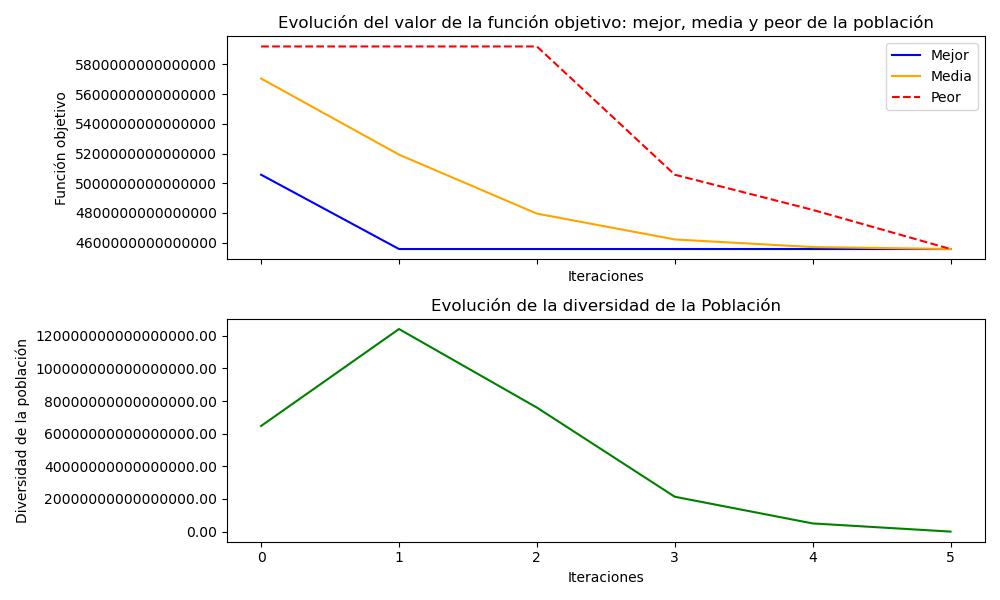 Evolución del valor de la función objetivo: mejor, media y peor de la población
Función objetivo
5800000000000000
5600000000000000
5400000000000000
5200000000000000
5000000000000000
4800000000000000
4600000000000000
Mejor
Media
Peor
Iteraciones
Evolución de la diversidad de la Población
Diversidad de la población
120000000000000000.00
100000000000000000.00
80000000000000000.00
60000000000000000.00
40000000000000000.00
20000000000000000.00
0.00
0 1 2 3 4 5
Iteraciones